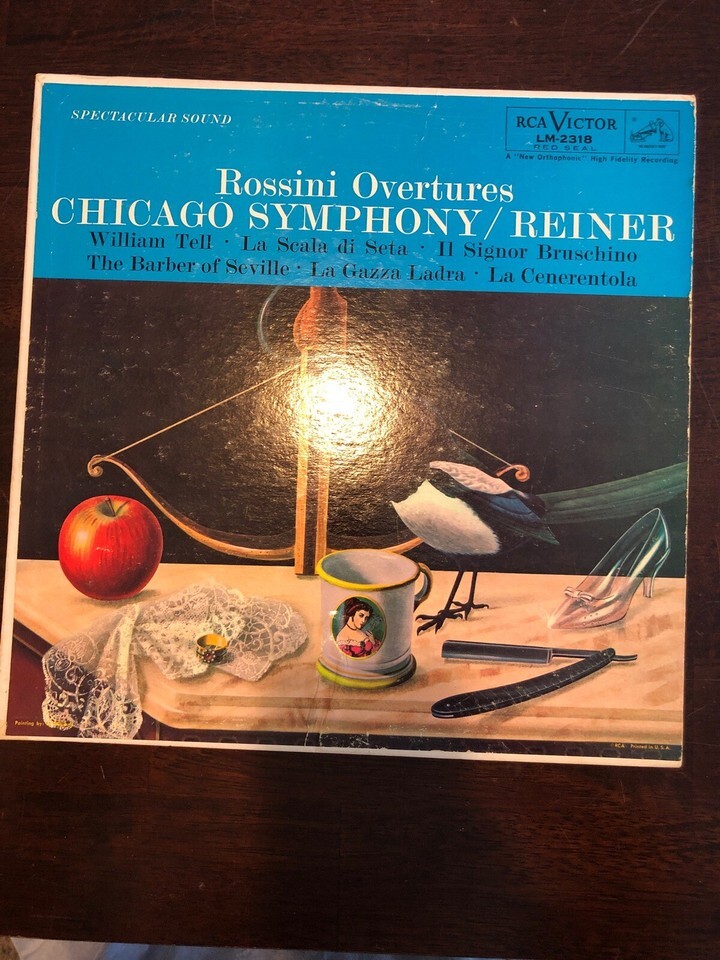 SPECTACULAR SOUND
RCA VICTOR
LM-2318
RED SEAL
A "New Orthophonic" High Fidelity Recording
Rossini Overtures
CHICAGO SYMPHONY / REINER
William Tell · La Scala di Seta · Il Signor Bruschino
The Barber of Seville · La Gazza Ladra · La Cenerentola
Painting by
© RCA Printed in U. S. A.